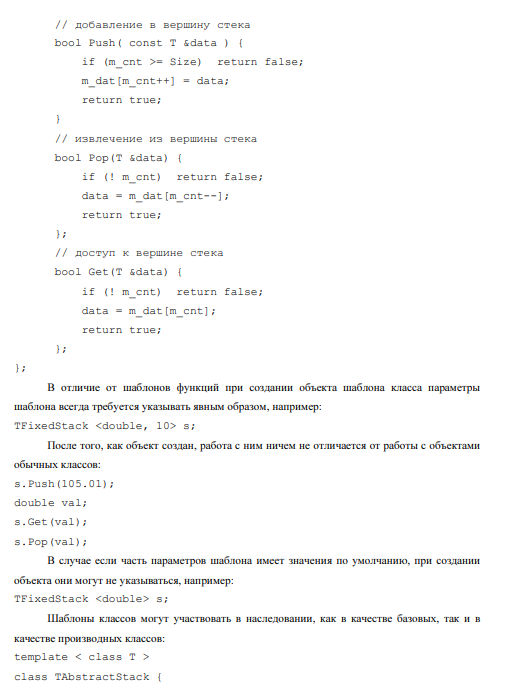 // добавление в вершину стека
bool Push( const T &data ) {
if (m_cnt >= Size)  return false;
m_dat[m_cnt++] = data;
return true;
}
// извлечение из вершины стека
bool Pop(T &data) {
if (! m_cnt)  return false;
data = m_dat[m_cnt--];
return true;
};
// доступ к вершине стека
bool Get(T &data) {
if (! m_cnt)  return false;
data = m_dat[m_cnt];
return true;
};
};
В отличие от шаблонов функций при создании объекта шаблона класса параметры
шаблона всегда требуется указывать явным образом, например:
TFixedStack <double, 10> s;
После того, как объект создан, работа с ним ничем не отличается от работы с объектами
обычных классов:
s.Push(105.01);
double val;
s.Get(val);
s.Pop(val);
В случае если часть параметров шаблона имеет значения по умолчанию, при создании
объекта они могут не указываться, например:
TFixedStack <double> s;
Шаблоны классов могут участвовать в наследовании, как в качестве базовых, так и в
качестве производных классов:
template < class T >
class TAbstractStack {